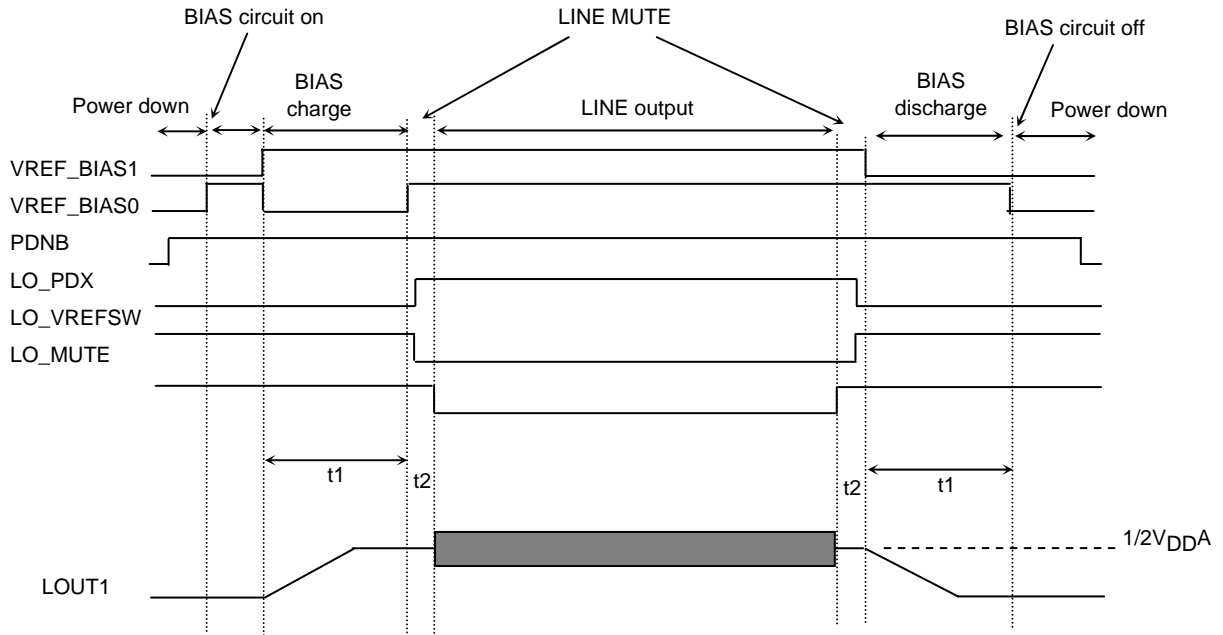 BIAS circuit on
LINE MUTE
BIAS circuit off
Power down
BIAS
charge
LINE output
BIAS
discharge
Power down
VREF_BIAS1
VREF_BIAS0
PDNB
LO_PDX
LO_VREFSW
LO_MUTE
t1
t2
t2
t1
1/2VDDA
LOUT1